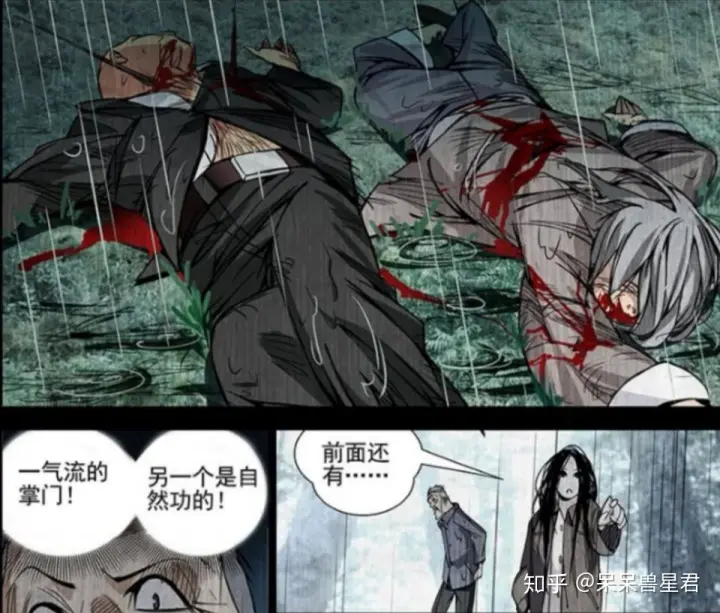 一气流的
掌门！
另一个是自
然功的！
前面还
有……
知乎 @呆呆兽星君